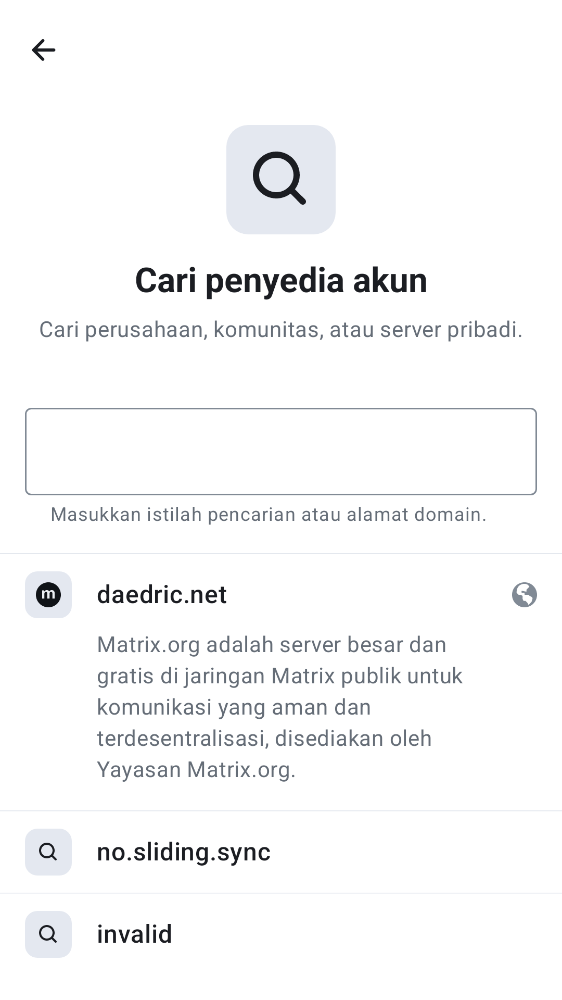 Cari penyedia akun
Cari perusahaan, komunitas, atau server pribadi.
Masukkan istilah pencarian atau alamat domain.
m
daedric.net
Matrix.org adalah server besar dan
gratis di jaringan Matrix publik untuk
komunikasi yang aman dan
terdesentralisasi, disediakan oleh
Yayasan Matrix.org.
no.sliding.sync
invalid